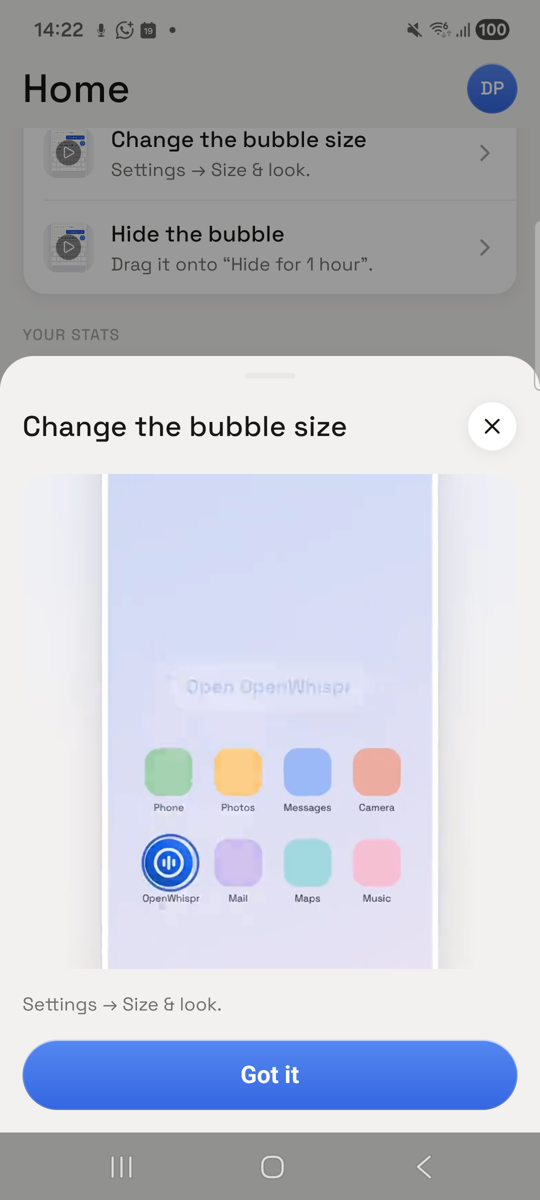 14:22
19
100
Home
DP
Change the bubble size
Settings → Size & look.
Hide the bubble
Drag it onto “Hide for 1 hour”.
YOUR STATS
Change the bubble size
Open OpenWhispr
Phone Photos Messages Camera
OpenWhispr Mail Maps Music
Settings → Size & look.
Got it